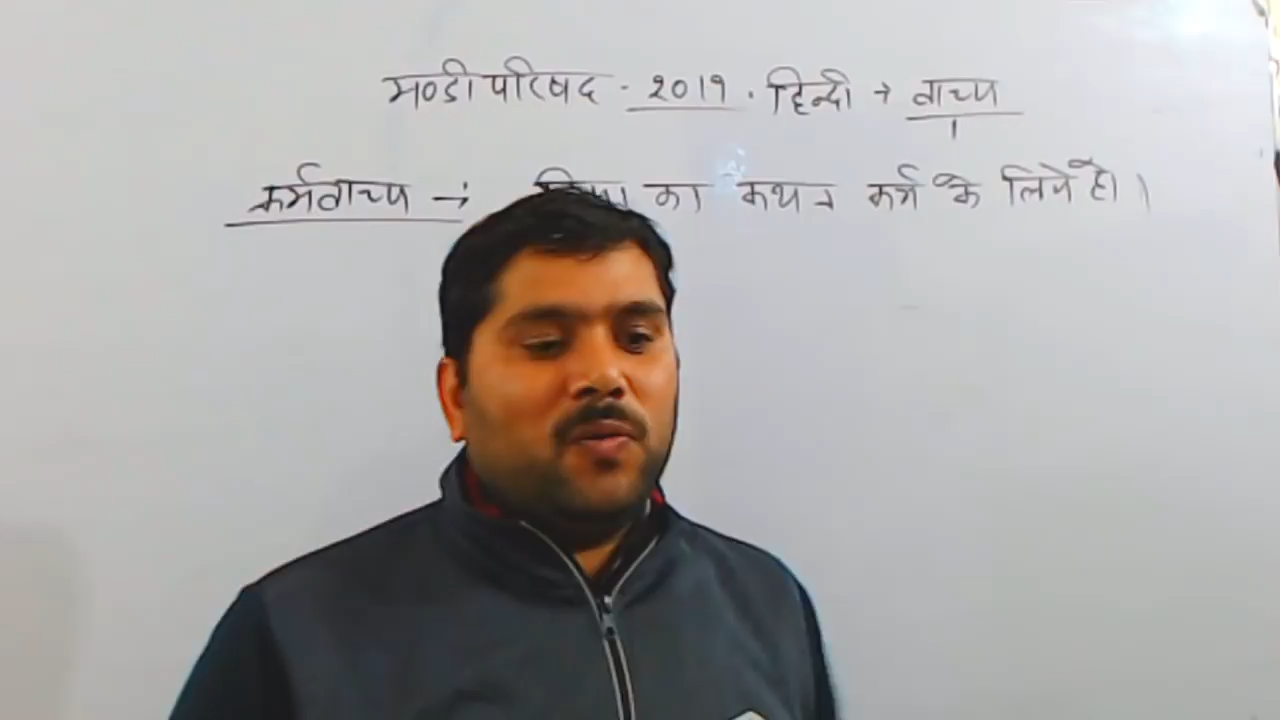 मण्डी परिषद - २०१९ . हिन्दी → वाच्य
कर्मवाच्य → का कथन कर्म के लिये हो।